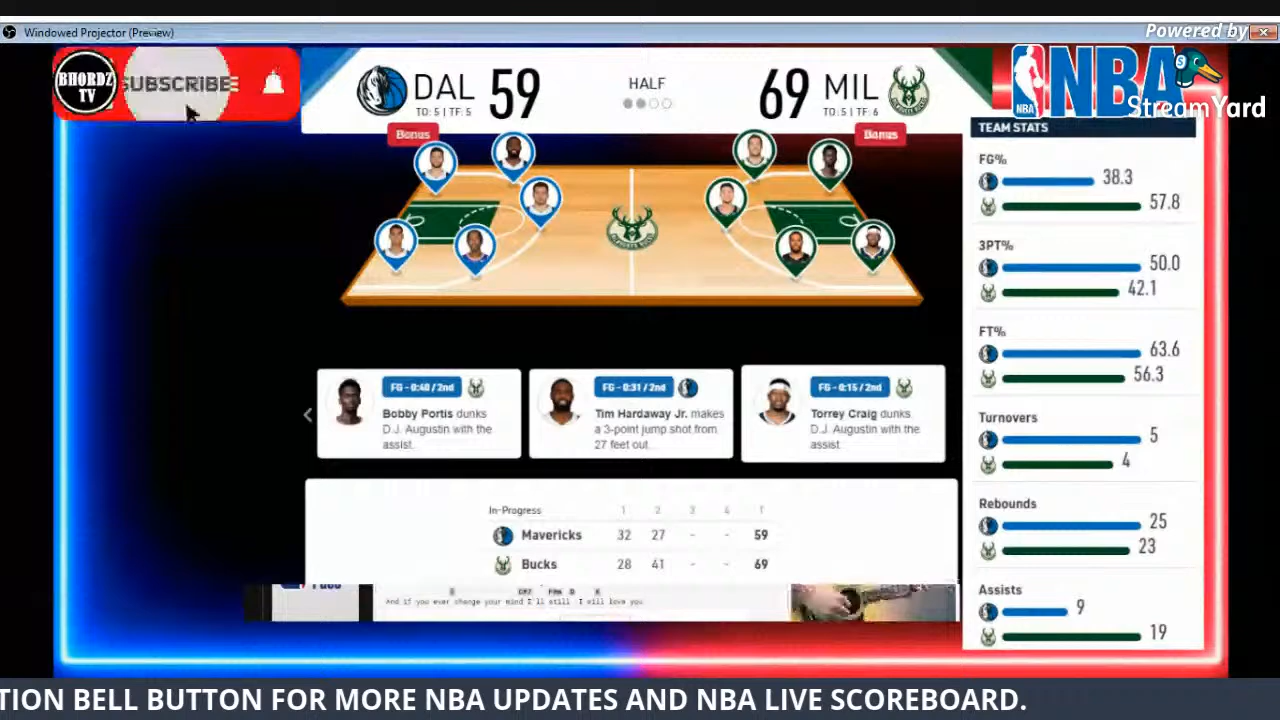 Windowed Projector (Preview)
Powered by
StreamYard
BHORDZ
TV
SUBSCRIBE
DAL 59
TO: 5 | TF: 5
HALF
69 MIL
TO: 5 | TF: 6
NBA
NBA
Bonus
Bonus
TEAM STATS
FG%
38.3
57.8
3PT%
50.0
42.1
FT%
63.6
56.3
Turnovers
5
4
Rebounds
25
23
Assists
9
19
FG - 0:40 / 2nd
Bobby Portis dunks
D.J. Augustin with the
assist.
FG - 0:31 / 2nd
Tim Hardaway Jr. makes
a 3-point jump shot from
27 feet out.
FG - 0:15 / 2nd
Torrey Craig dunks
D.J. Augustin with the
assist.
In-Progress 1 2 3 4 T
Mavericks 32 27 - - 59
Bucks 28 41 - - 69
And if you ever change your mind I'll still I will love you
TION BELL BUTTON FOR MORE NBA UPDATES AND NBA LIVE SCOREBOARD.